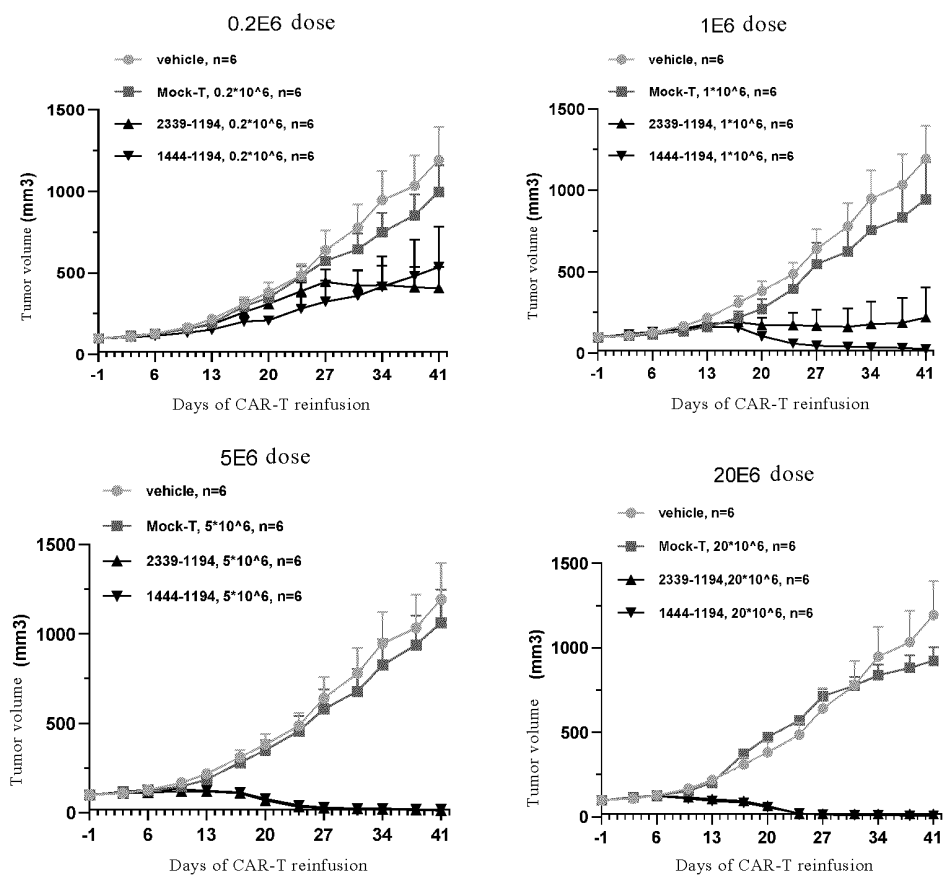 0.2E6 dose
vehicle, n=6
Mock-T, 0.2*10^6, n=6
2339-1194, 0.2*10^6, n=6
1444-1194, 0.2*10^6, n=6
1500
1000
500
0
Tumor volume (mm3)
-1 6 13 20 27 34 41
Days of CAR-T reinfusion
1E6 dose
vehicle, n=6
Mock-T, 1*10^6, n=6
2339-1194, 1*10^6, n=6
1444-1194, 1*10^6, n=6
1500
1000
500
0
Tumor volume (mm3)
-1 6 13 20 27 34 41
Days of CAR-T reinfusion
5E6 dose
vehicle, n=6
Mock-T, 5*10^6, n=6
2339-1194, 5*10^6, n=6
1444-1194, 5*10^6, n=6
1500
1000
500
0
Tumor volume (mm3)
-1 6 13 20 27 34 41
Days of CAR-T reinfusion
20E6 dose
vehicle, n=6
Mock-T, 20*10^6, n=6
2339-1194,20*10^6, n=6
1444-1194, 20*10^6, n=6
1500
1000
500
0
Tumor volume (mm3)
-1 6 13 20 27 34 41
Days of CAR-T reinfusion